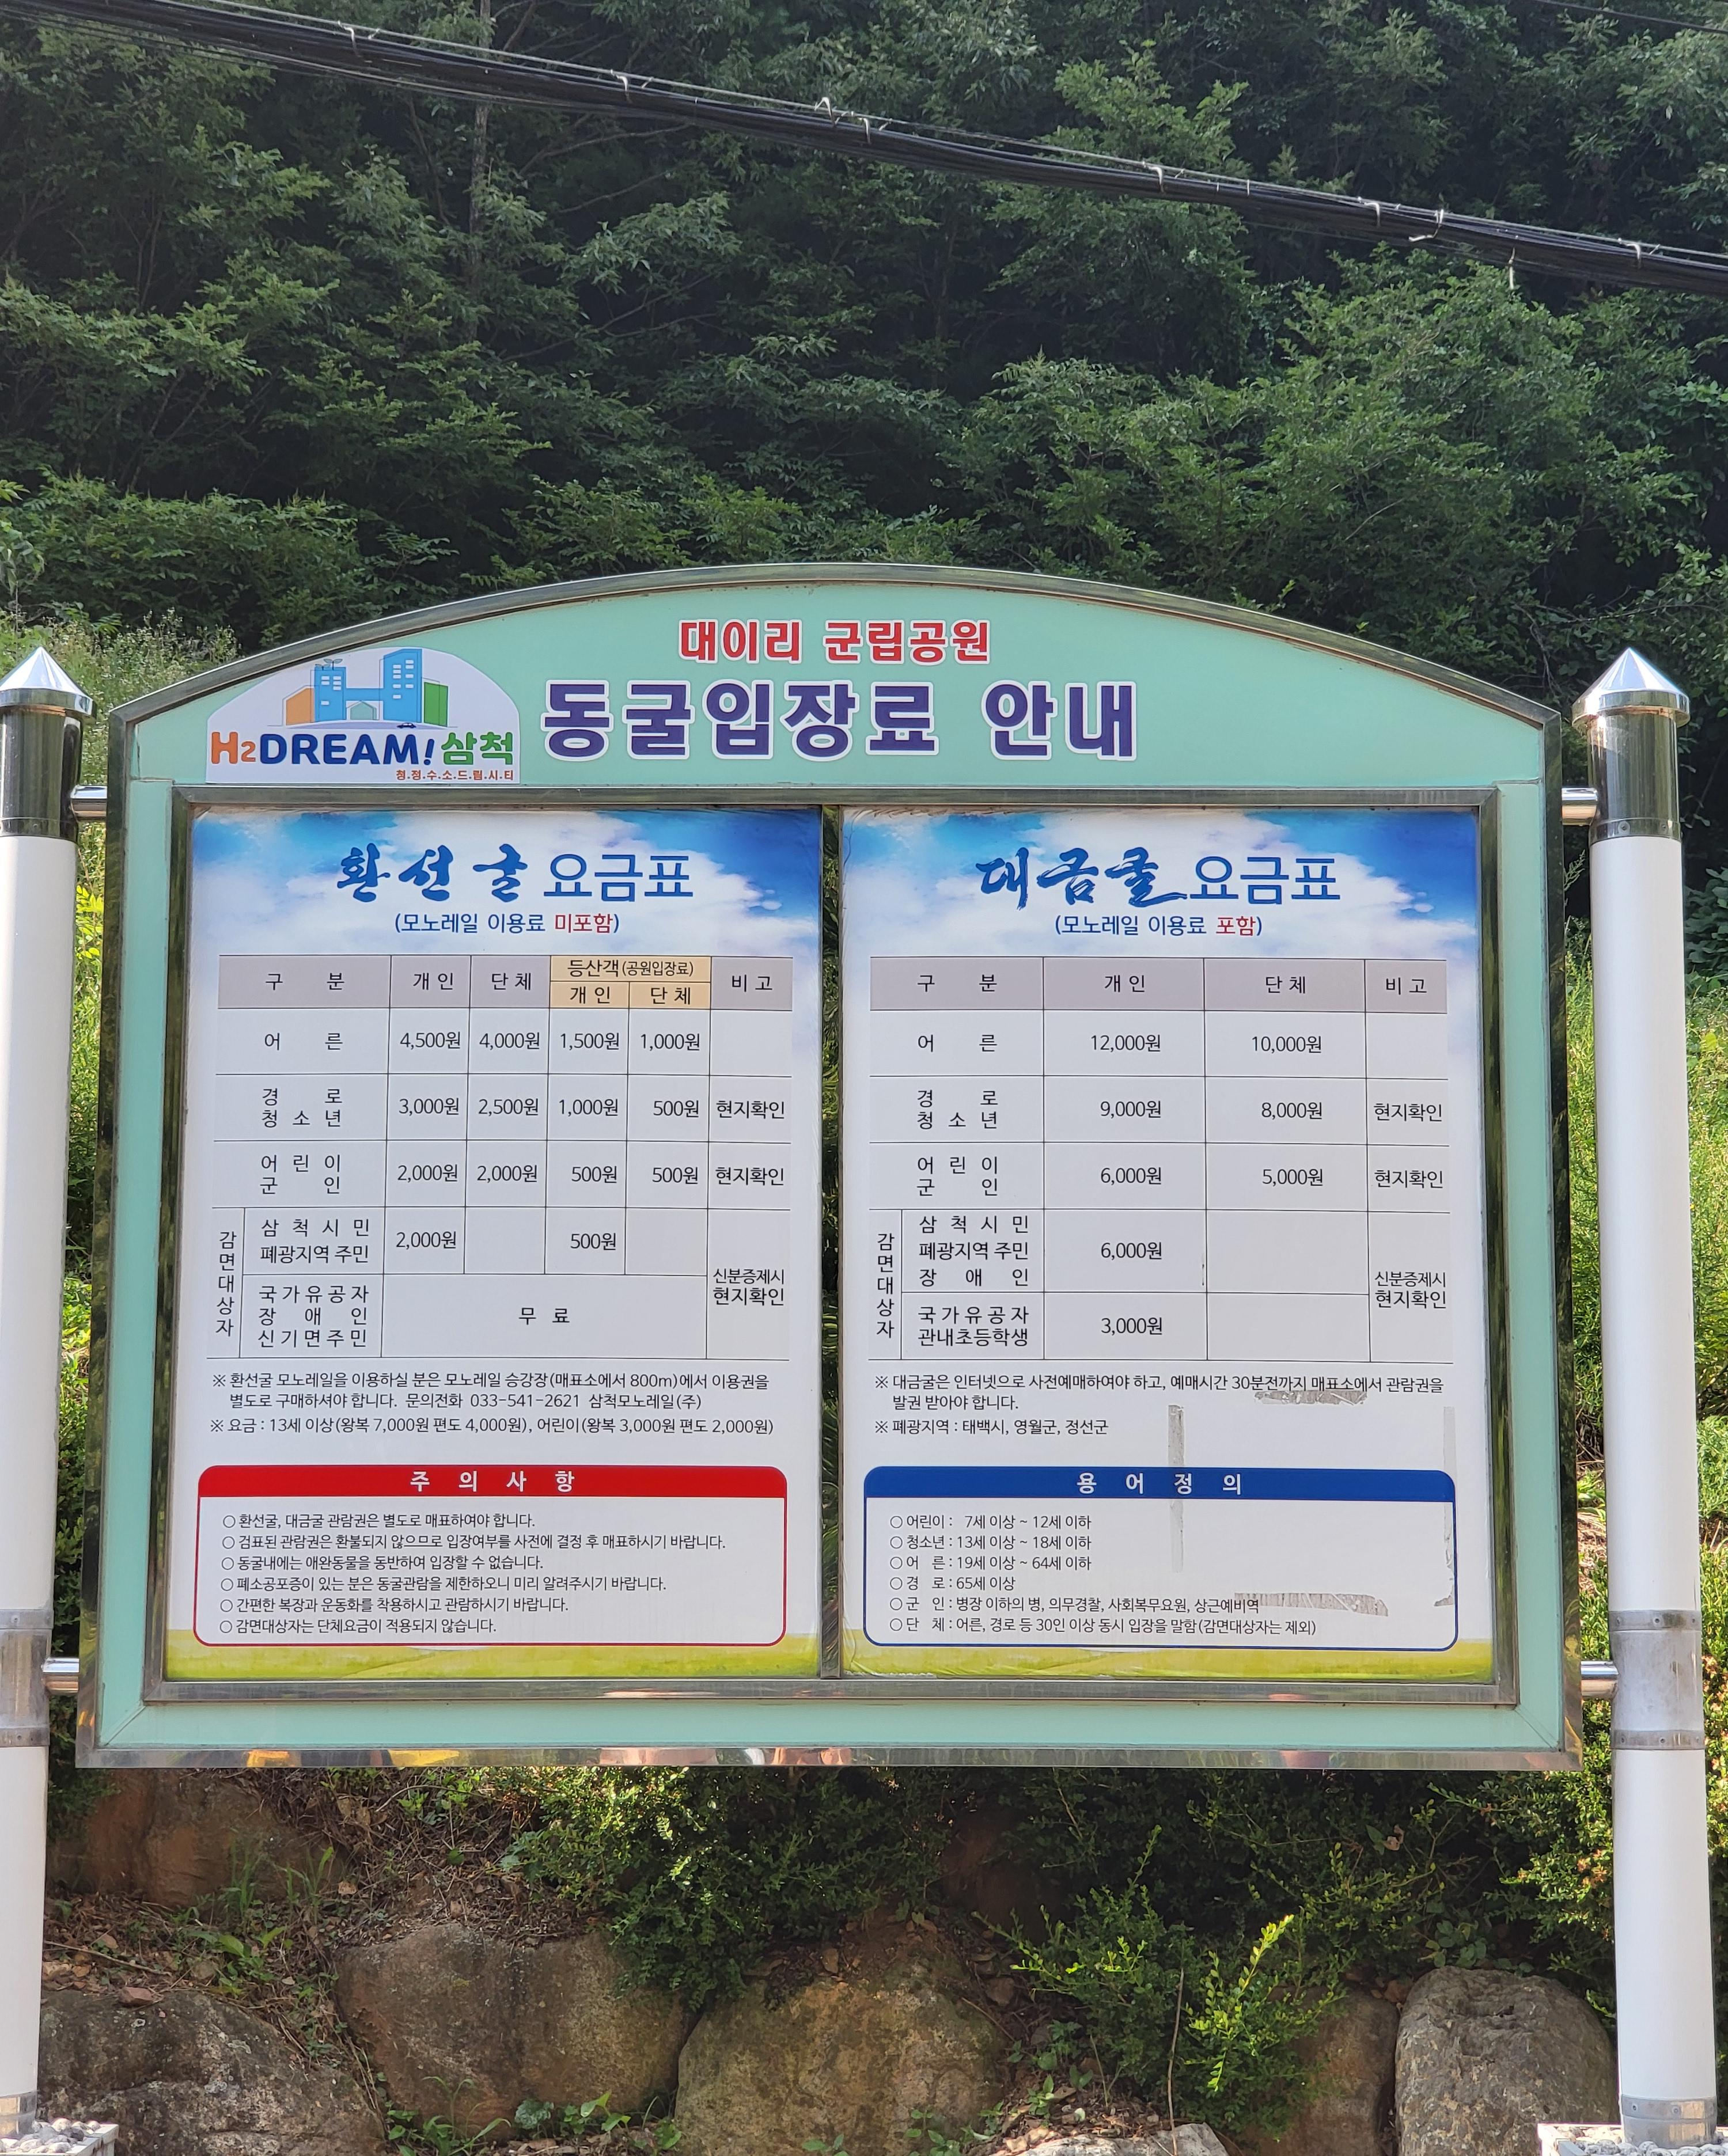 대이리 군립공원
동굴입장료 안내
H2DREAM! 삼척
청.정.수.소.드.림.시.티
환선굴 요금표
(모노레일 이용료 미포함)
구 분 개 인 단 체 등산객(공원입장료) 비 고
개 인 단 체
어 른 4,500원 4,000원 1,500원 1,000원
경 로
청 소 년 3,000원 2,500원 1,000원 500원 현지확인
어 린 이
군 인 2,000원 2,000원 500원 500원 현지확인
감면대상자
삼 척 시 민
폐광지역 주민 2,000원 500원
신분증제시
현지확인
국 가 유 공 자
장 애 인
신 기 면 주 민
무 료
※ 환선굴 모노레일을 이용하실 분은 모노레일 승강장(매표소에서 800m)에서 이용권을
별도로 구매하셔야 합니다. 문의전화 033-541-2621 삼척모노레일(주)
※ 요금 : 13세 이상(왕복 7,000원 편도 4,000원), 어린이(왕복 3,000원 편도 2,000원)
주 의 사 항
○ 환선굴, 대금굴 관람권은 별도로 매표하여야 합니다.
○ 검표된 관람권은 환불되지 않으므로 입장여부를 사전에 결정 후 매표하시기 바랍니다.
○ 동굴내에는 애완동물을 동반하여 입장할 수 없습니다.
○ 폐소공포증이 있는 분은 동굴관람을 제한하오니 미리 알려주시기 바랍니다.
○ 간편한 복장과 운동화를 착용하시고 관람하시기 바랍니다.
○ 감면대상자는 단체요금이 적용되지 않습니다.
대금굴 요금표
(모노레일 이용료 포함)
구 분 개 인 단 체 비 고
어 른 12,000원 10,000원
경 로
청 소 년 9,000원 8,000원 현지확인
어 린 이
군 인 6,000원 5,000원 현지확인
감면대상자
삼 척 시 민
폐광지역 주민
장 애 인
6,000원
신분증제시
현지확인
국 가 유 공 자
관내초등학생
3,000원
※ 대금굴은 인터넷으로 사전예매하여야 하고, 예매시간 30분전까지 매표소에서 관람권을
발권 받아야 합니다.
※ 폐광지역 : 태백시, 영월군, 정선군
용 어 정 의
○ 어린이 : 7세 이상 ~ 12세 이하
○ 청소년 : 13세 이상 ~ 18세 이하
○ 어 른 : 19세 이상 ~ 64세 이하
○ 경 로 : 65세 이상
○ 군 인 : 병장 이하의 병, 의무경찰, 사회복무요원, 상근예비역
○ 단 체 : 어른, 경로 등 30인 이상 동시 입장을 말함(감면대상자는 제외)